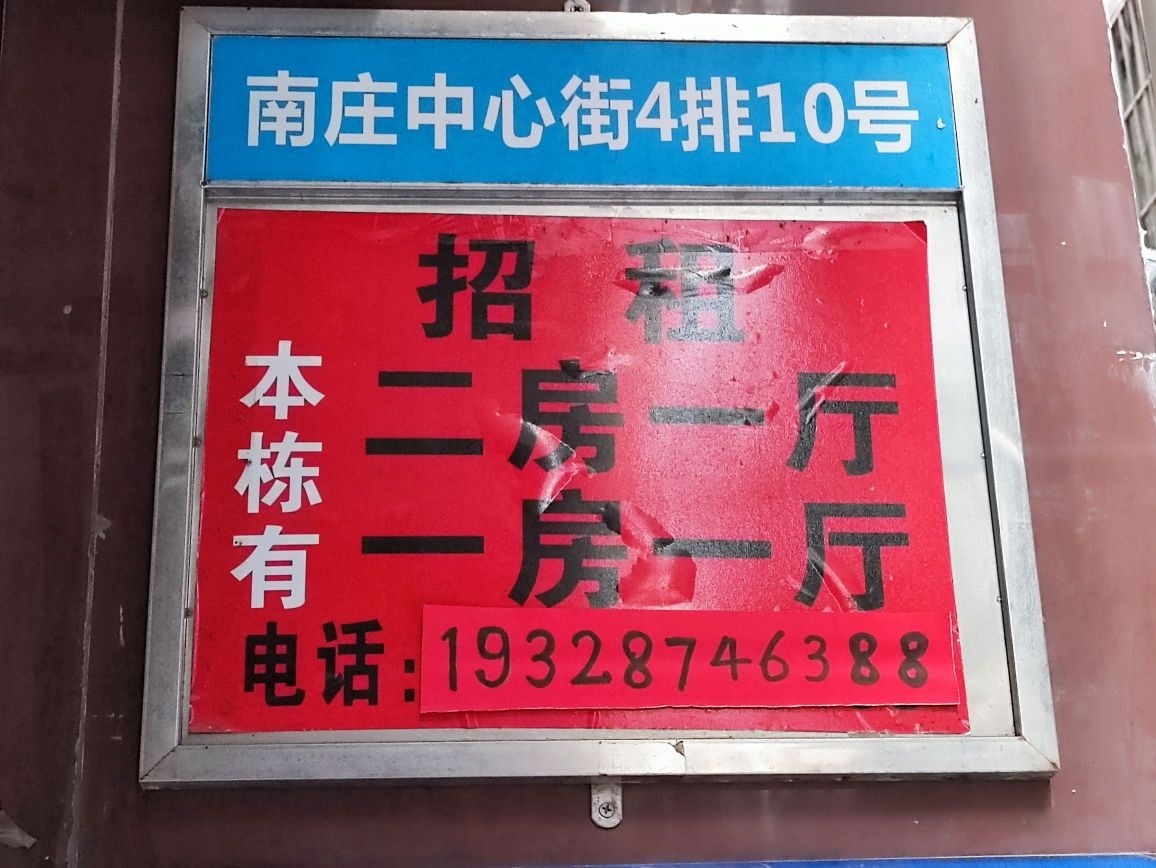 南庄中心街4排10号
招租
本栋有
二房一厅
一房一厅
电话:19328746388